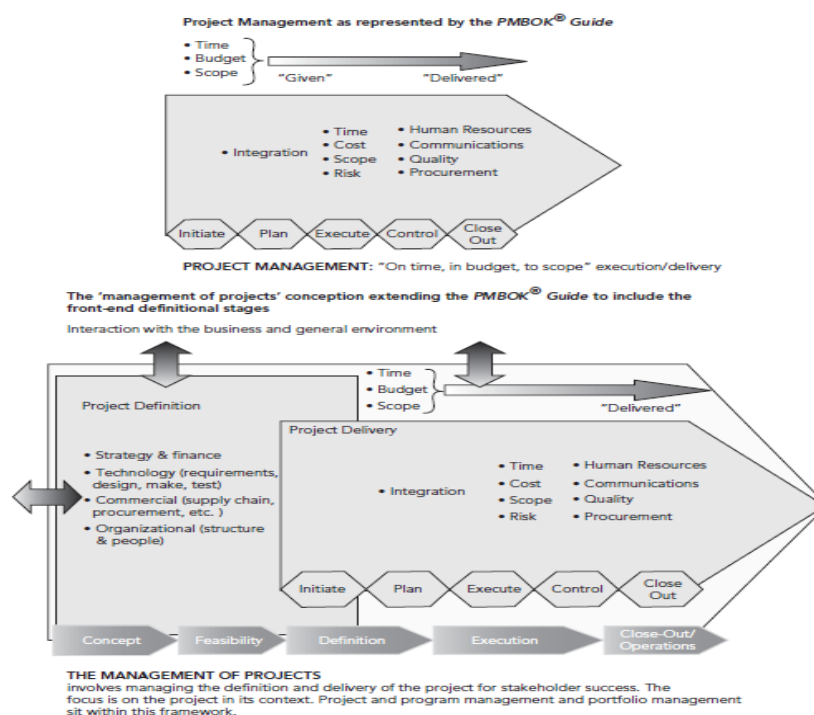 Project Management as represented by the PMBOK® Guide
• Time
• Budget
• Scope
"Given"
"Delivered"
• Integration
• Time
• Cost
• Scope
• Risk
• Human Resources
• Communications
• Quality
• Procurement
Initiate
Plan
Execute
Control
Close
Out
PROJECT MANAGEMENT: "On time, in budget, to scope" execution/delivery
The 'management of projects' conception extending the PMBOK® Guide to include the
front-end definitional stages
Interaction with the business and general environment
• Time
• Budget
• Scope
"Delivered"
Project Definition
• Strategy & finance
• Technology (requirements,
design, make, test)
• Commercial (supply chain,
procurement, etc. )
• Organizational (structure
& people)
Project Delivery
• Integration
• Time
• Cost
• Scope
• Risk
• Human Resources
• Communications
• Quality
• Procurement
Initiate
Plan
Execute
Control
Close
Out
Concept
Feasibility
Definition
Execution
Close-Out/
Operations
THE MANAGEMENT OF PROJECTS
involves managing the definition and delivery of the project for stakeholder success. The
focus is on the project in its context. Project and program management and portfolio management
sit within this framework.